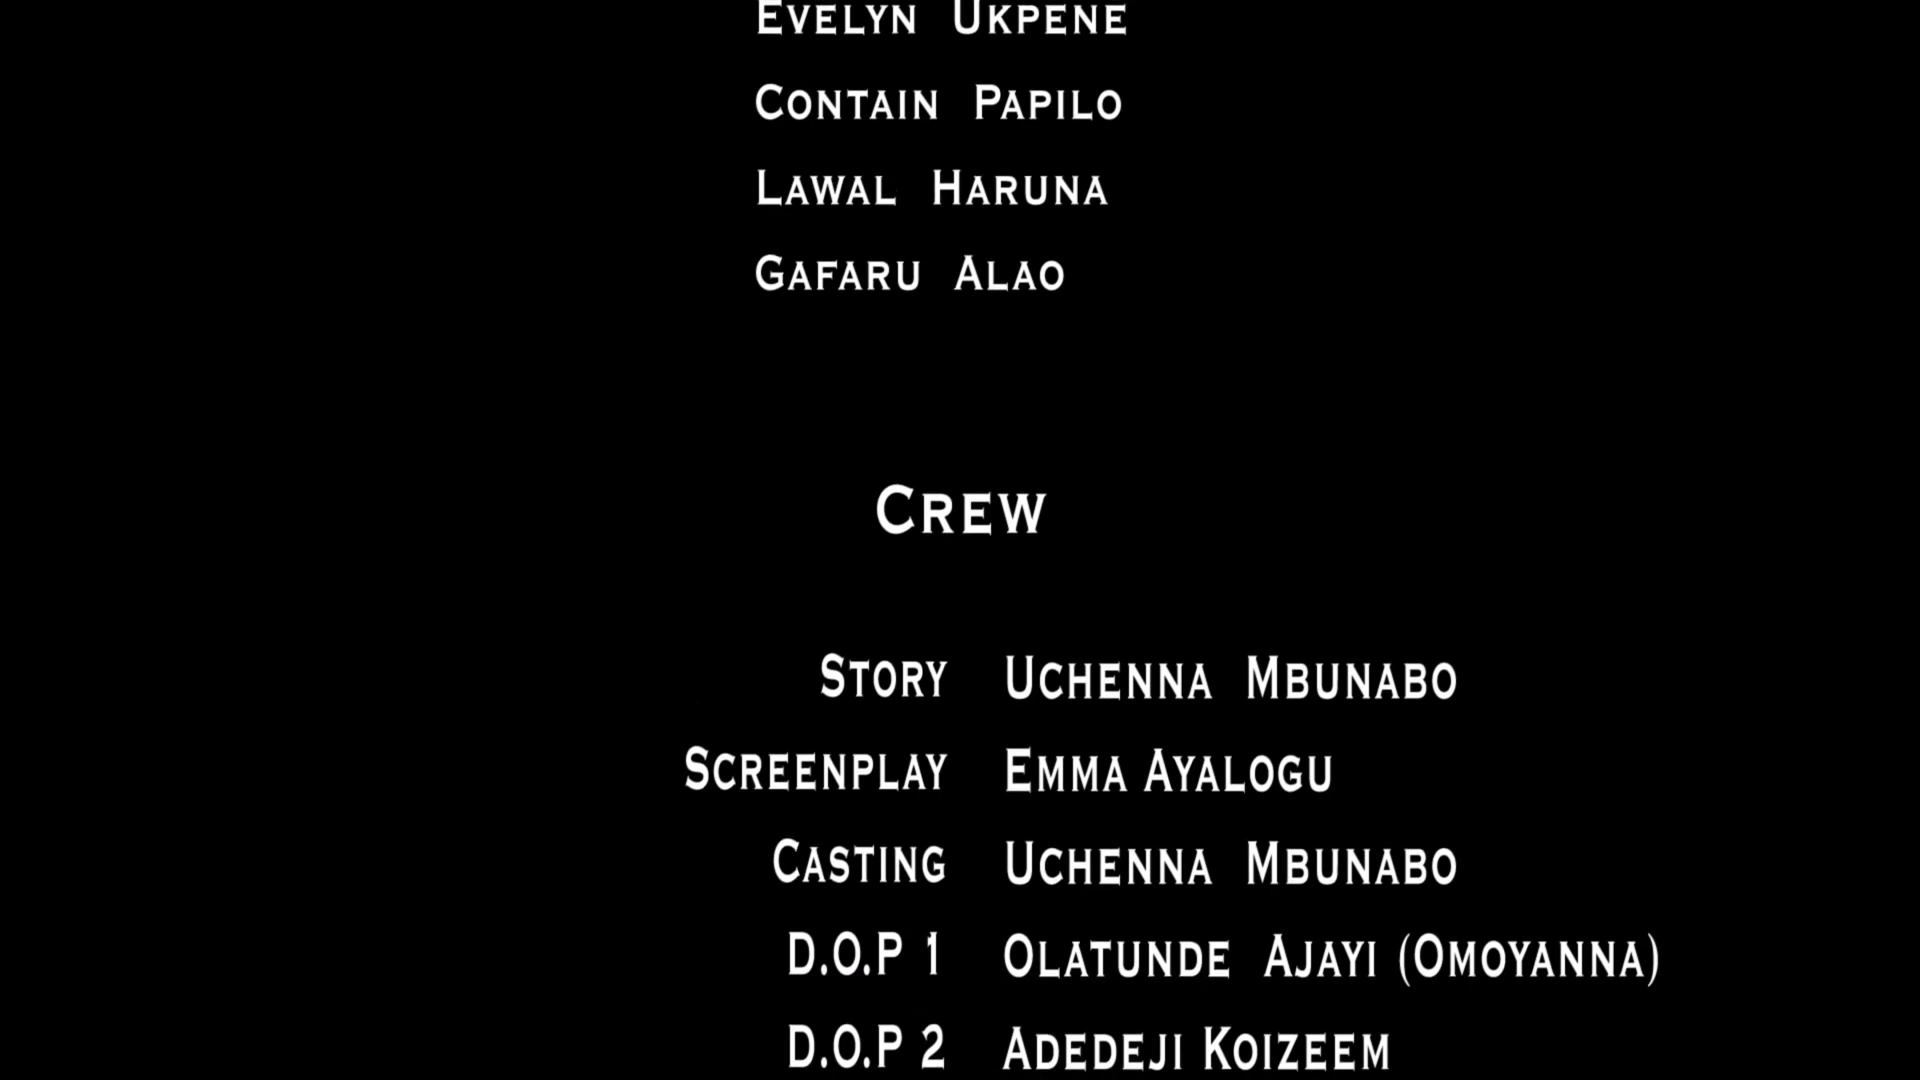 Evelyn Ukpene
Contain Papilo
Lawal Haruna
Gafaru Alao
Crew
Story Uchenna Mbunabo
Screenplay Emma Ayalogu
Casting Uchenna Mbunabo
D.O.P 1 Olatunde Ajayi (Omoyanna)
D.O.P 2 Adedeji Koizeem